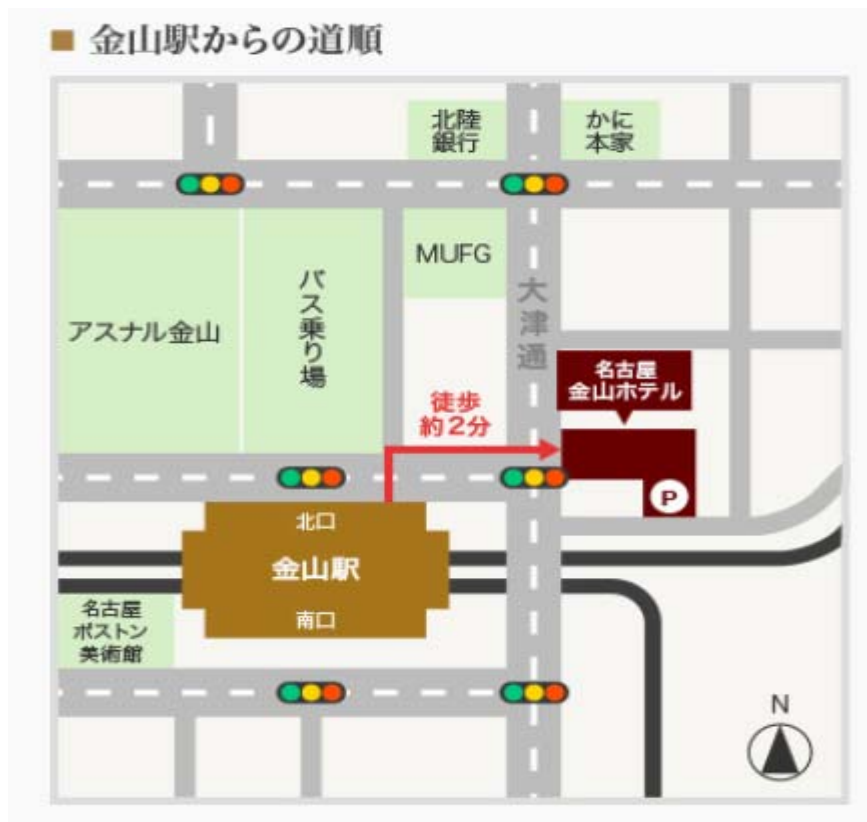 金山駅からの道順
北陸
銀行
かに
本家
MUFG
大津通
アスナル金山
バス乗り場
名古屋
金山ホテル
徒歩
約2分
P
北口
金山駅
南口
名古屋
ボストン
美術館
N